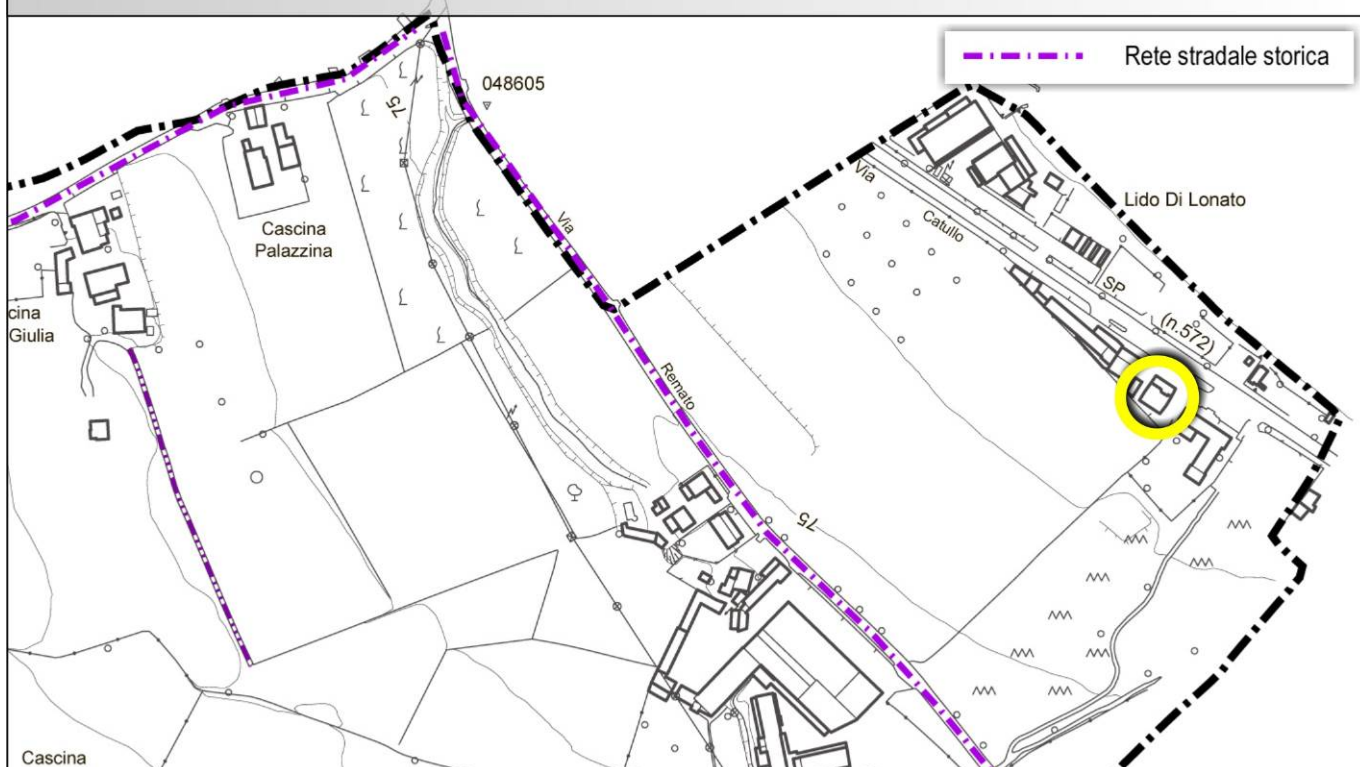 Rete stradale storica
048605
75
Via
Cascina
Palazzina
cina
Giulia
Via
Catullo
Lido Di Lonato
SP
(n.572)
Remato
75
Cascina